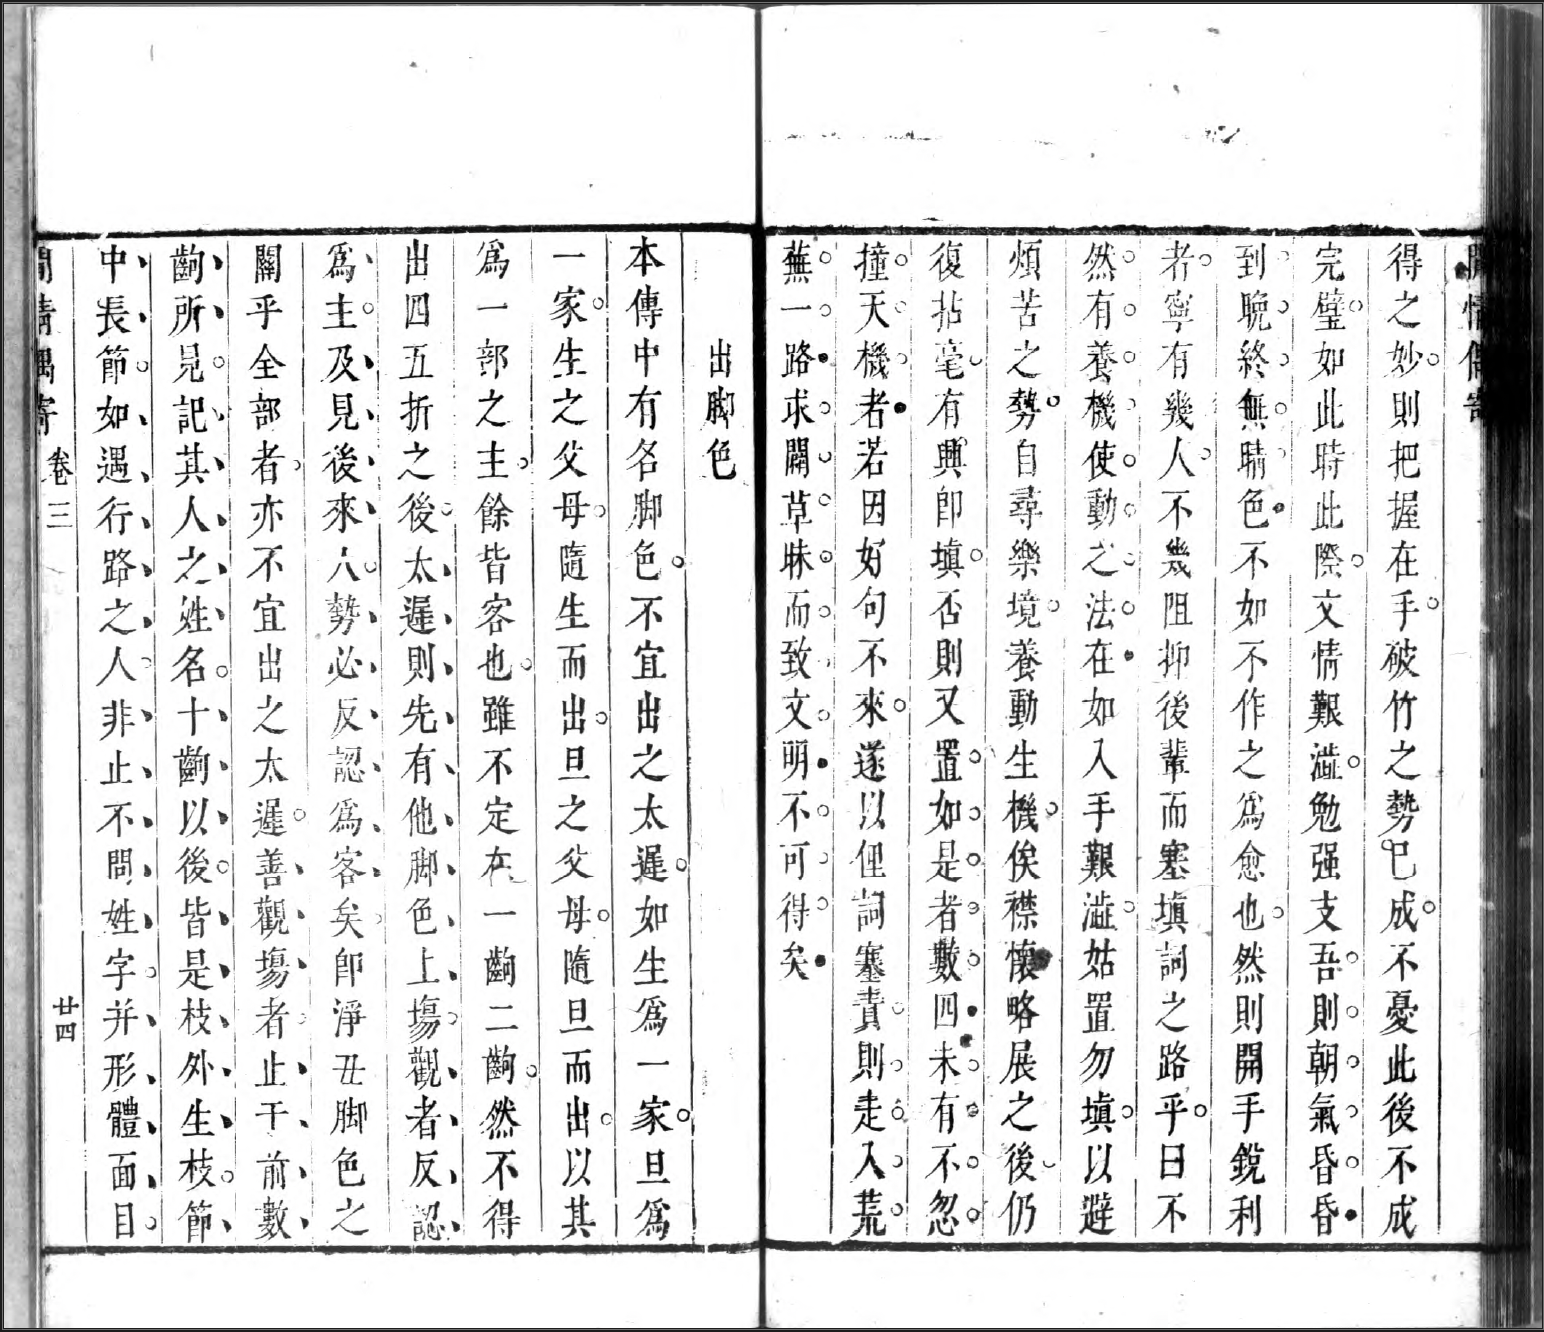 閒情偶寄
得之妙則把握在手破竹之勢已成不憂此後不成
完璧如此時此際文情艱澁勉强支吾則朝氣昏昏
到晚終無晴色不如不作之爲愈也然則開手銳利
者寧有幾人不幾阻抑後輩而塞填詞之路乎曰不
然有養機使動之法在如入手艱澁姑置勿填以避
煩苦之勢自尋樂境養動生機俟襟懷略展之後仍
復拈毫有興卽填否則又置如是者數四未有不忽
撞天機者若因好句不來遂以俚詞塞責則走入荒
蕪一路求闢草昧而致文明不可得矣
出脚色
本傳中有名脚色不宜出之太遲如生爲一家旦爲
一家生之父母隨生而出旦之父母隨旦而出以其
爲一部之主餘皆客也雖不定在一齣二齣然不得
出四五折之後太遲則先有他脚色上塲觀者反認
爲主及見後來人勢必反認爲客矣卽淨丑脚色之
關乎全部者亦不宜出之太遲善觀塲者止于前數
齣所見記其人之姓名十齣以後皆是枝外生枝節
中長節如遇行路之人非止不問姓字并形體面目
閒情偶寄 卷三 廿四